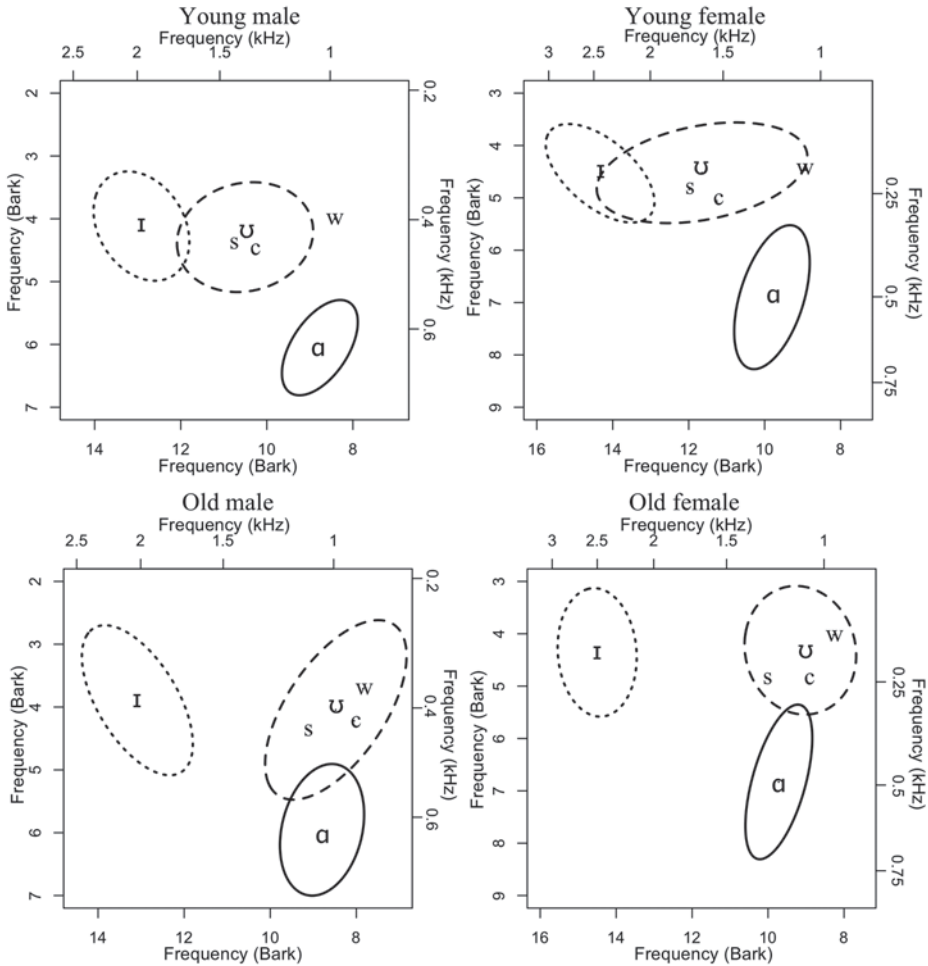 Young male
Frequency (kHz)
2.5 2 1.5 1
Frequency (Bark)
2 3 4 5 6 7
0.2 0.4 0.6
Frequency (kHz)
ɪ ʊ s c w ɑ
14 12 10 8
Frequency (Bark)
Young female
Frequency (kHz)
3 2.5 2 1.5 1
Frequency (Bark)
3 4 5 6 7 8 9
0.25 0.5 0.75
Frequency (kHz)
ɪ ʊ s c w ɑ
16 14 12 10 8
Frequency (Bark)
Old male
Frequency (kHz)
2.5 2 1.5 1
Frequency (Bark)
2 3 4 5 6 7
0.2 0.4 0.6
Frequency (kHz)
ɪ ʊ s c w ɑ
14 12 10 8
Frequency (Bark)
Old female
Frequency (kHz)
3 2.5 2 1.5 1
Frequency (Bark)
3 4 5 6 7 8 9
0.25 0.5 0.75
Frequency (kHz)
ɪ ʊ s c w ɑ
16 14 12 10 8
Frequency (Bark)